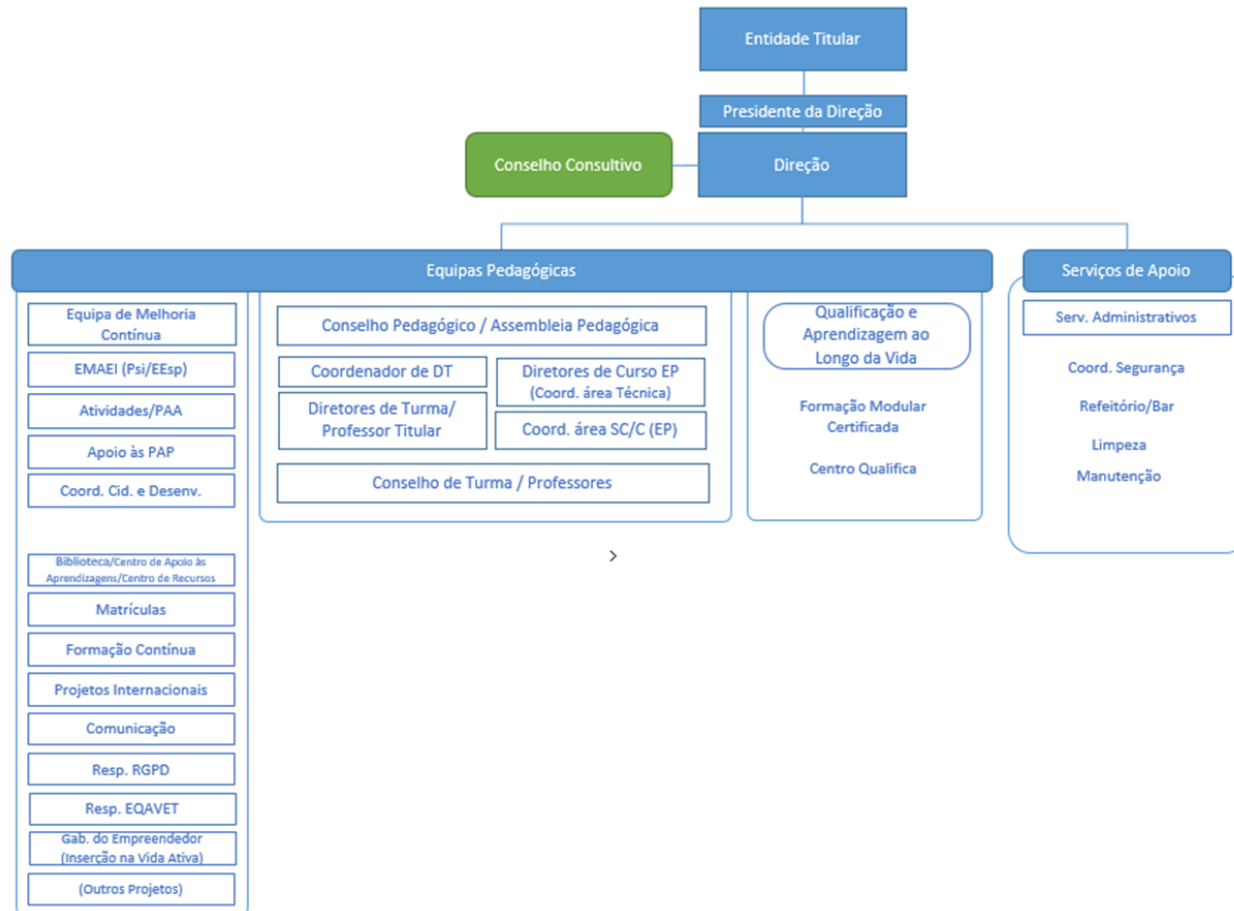 Entidade Titular
Presidente da Direção
Conselho Consultivo
Direção
Equipas Pedagógicas
Equipa de Melhoria
Contínua
EMAEI (Psi/EEsp)
Atividades/PAA
Apoio às PAP
Coord. Cid. e Desenv.
Biblioteca/Centro de Apoio às
Aprendizagens/Centro de Recursos
Matrículas
Formação Contínua
Projetos Internacionais
Comunicação
Resp. RGPD
Resp. EQAVET
Gab. do Empreendedor
(Inserção na Vida Ativa)
(Outros Projetos)
Conselho Pedagógico / Assembleia Pedagógica
Coordenador de DT
Diretores de Turma/
Professor Titular
Diretores de Curso EP
(Coord. área Técnica)
Coord. área SC/C (EP)
Conselho de Turma / Professores
Qualificação e
Aprendizagem ao
Longo da Vida
Formação Modular
Certificada
Centro Qualifica
Serviços de Apoio
Serv. Administrativos
Coord. Segurança
Refeitório/Bar
Limpeza
Manutenção